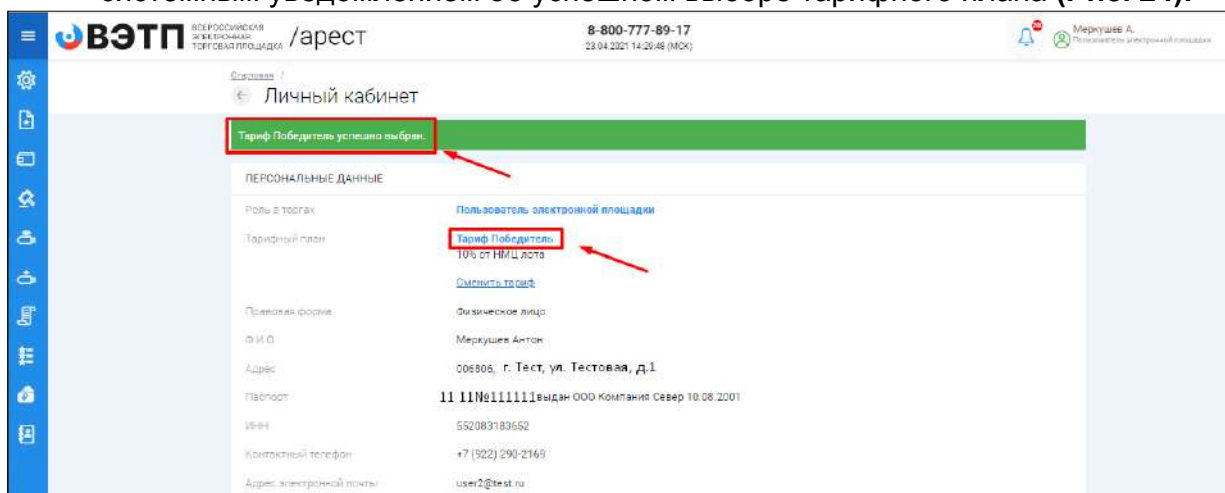 системным уведомлением об успешном выборе тарифного плана (Рис. 24).
ВЭТП ВСЕРОССИЙСКАЯ ЭЛЕКТРОННАЯ ТОРГОВАЯ ПЛОЩАДКА /арест
8-800-777-89-17
23.04.2021 14:29:48 (МСК)
Меркушев А.
Пользователь электронной площадки
Стартовая /
Личный кабинет
Тариф Победитель успешно выбран.
ПЕРСОНАЛЬНЫЕ ДАННЫЕ
Роль в торгах Пользователь электронной площадки
Тарифный план Тариф Победитель
10% от НМЦ лота
Сменить тариф
Правовая форма Физическое лицо
Ф.И.О Меркушев Антон
Адрес 006806, г. Тест, ул. Тестовая, д.1
Паспорт 11 11№111111выдан ООО Компания Север 10.08.2001
ИНН 552083183652
Контактный телефон +7 (922) 290-2169
Адрес электронной почты user2@test.ru